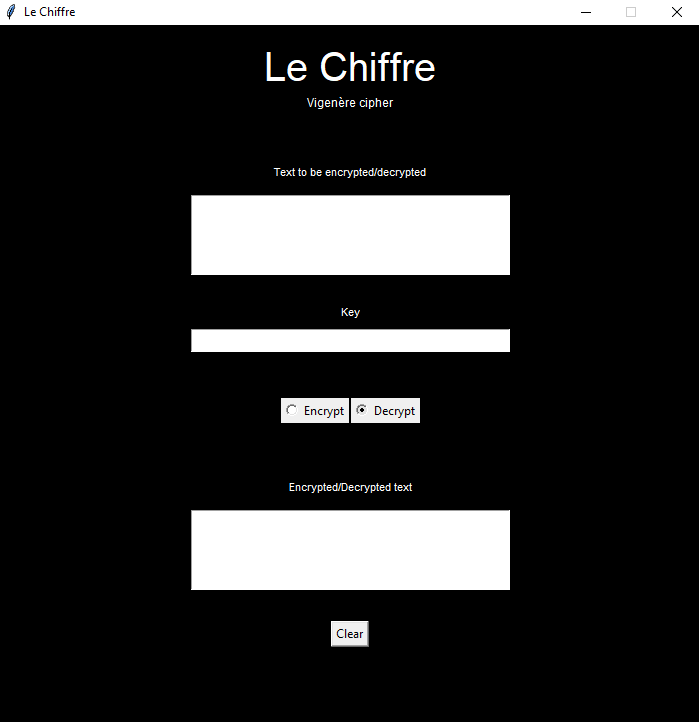 Le Chiffre
Le Chiffre
Vigenère cipher
Text to be encrypted/decrypted
Key
Encrypt Decrypt
Encrypted/Decrypted text
Clear